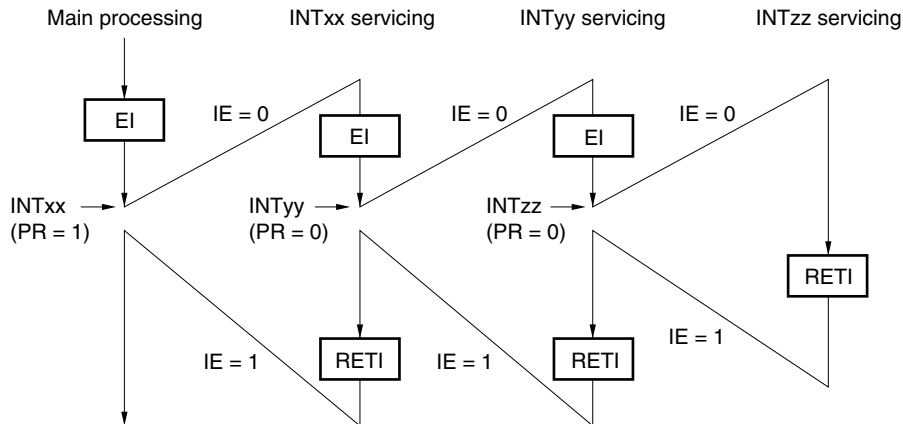 Main processing INTxx servicing INTyy servicing INTzz servicing
IE = 0 IE = 0 IE = 0
EI EI EI
INTxx INTyy INTzz
(PR = 1) (PR = 0) (PR = 0)
RETI
IE = 1 RETI IE = 1 RETI IE = 1